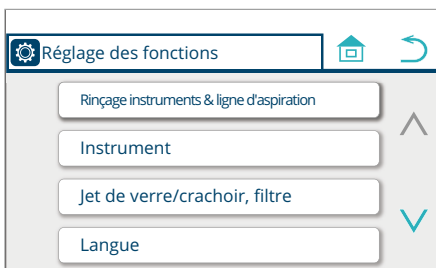 Réglage des fonctions
Rinçage instruments & ligne d'aspiration
Instrument
Jet de verre/crachoir, filtre
Langue